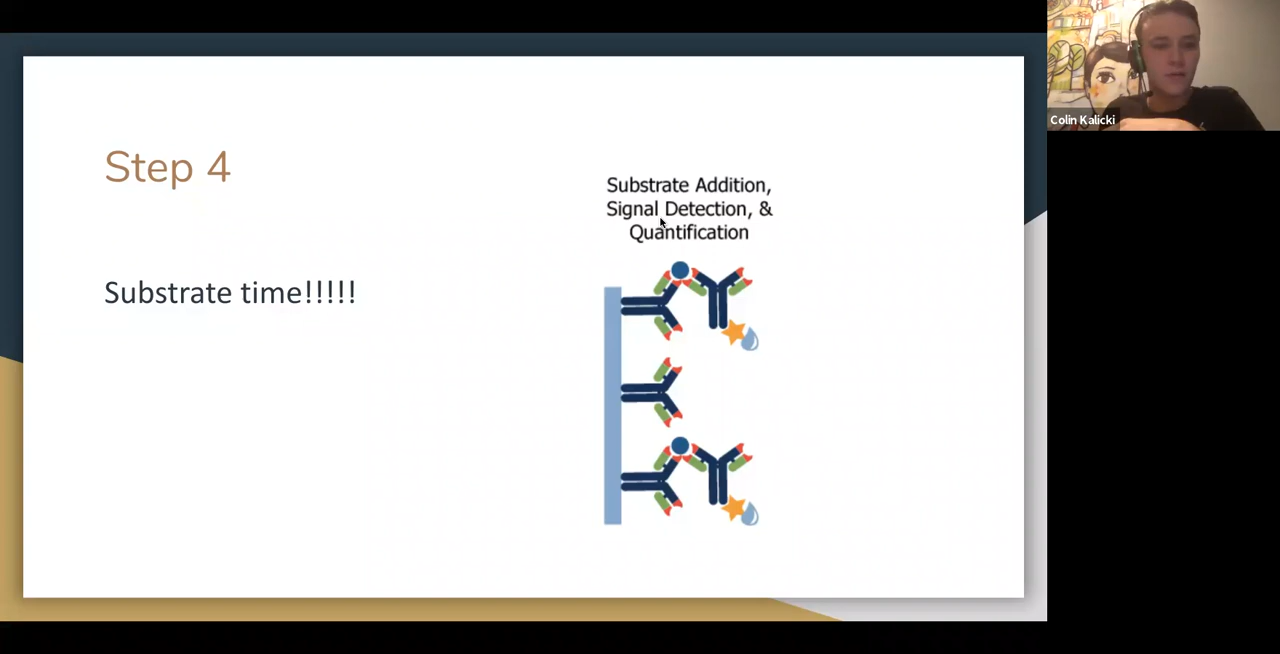 Step 4
Substrate time!!!!!
Substrate Addition,
Signal Detection, &
Quantification
Colin Kalicki